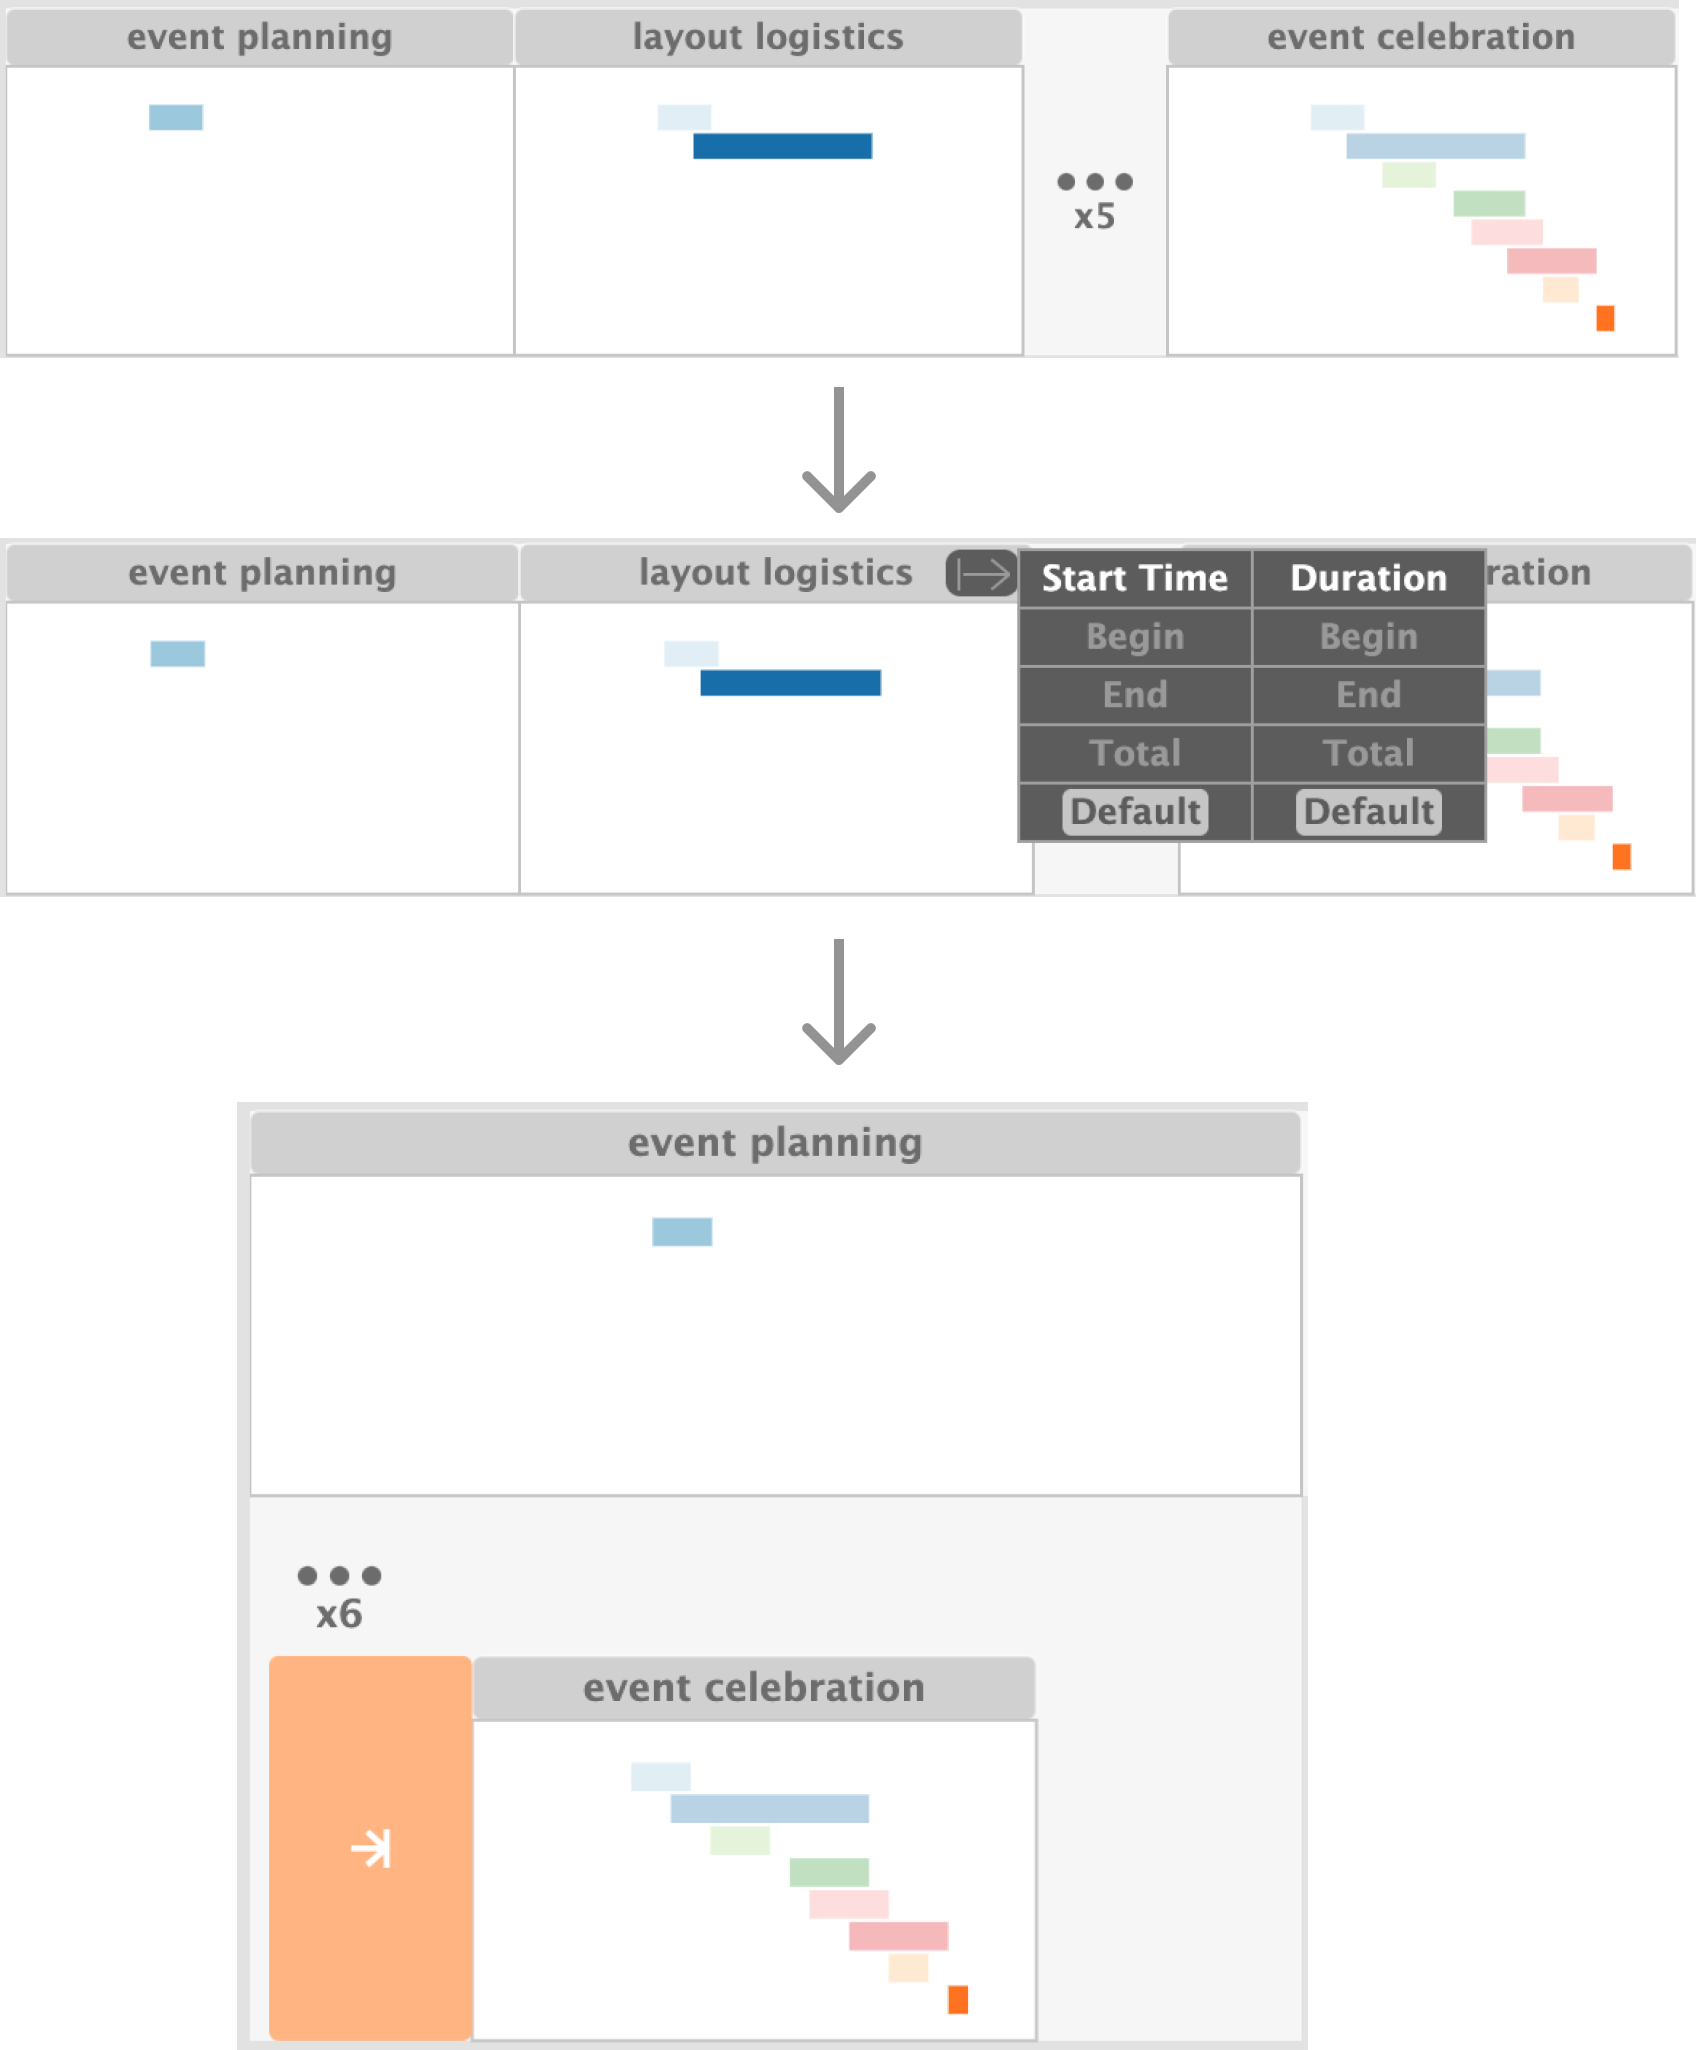 event planning
layout logistics
x5
event celebration
event planning
layout logistics
Start Time
Duration
ration
Begin
Begin
End
End
Total
Total
Default
Default
event planning
x6
event celebration